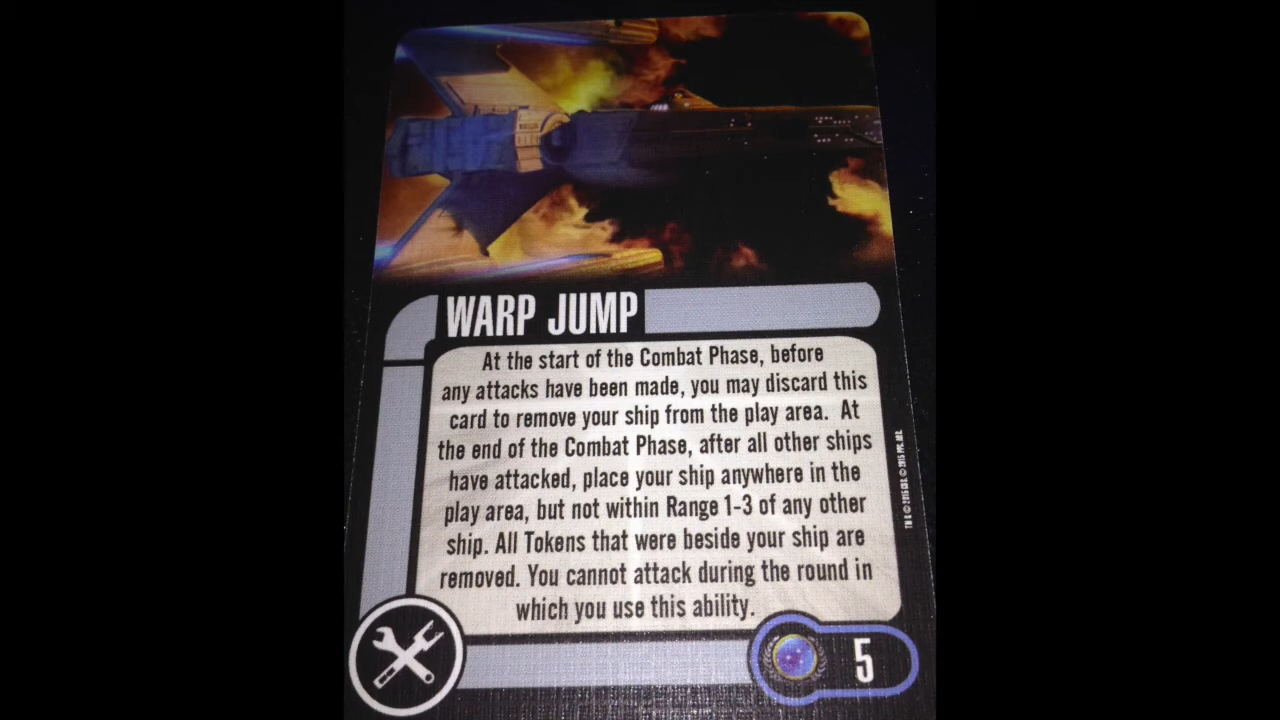 WARP JUMP
At the start of the Combat Phase, before
any attacks have been made, you may discard this
card to remove your ship from the play area. At
the end of the Combat Phase, after all other ships
have attacked, place your ship anywhere in the
play area, but not within Range 1-3 of any other
ship. All Tokens that were beside your ship are
removed. You cannot attack during the round in
which you use this ability.
5